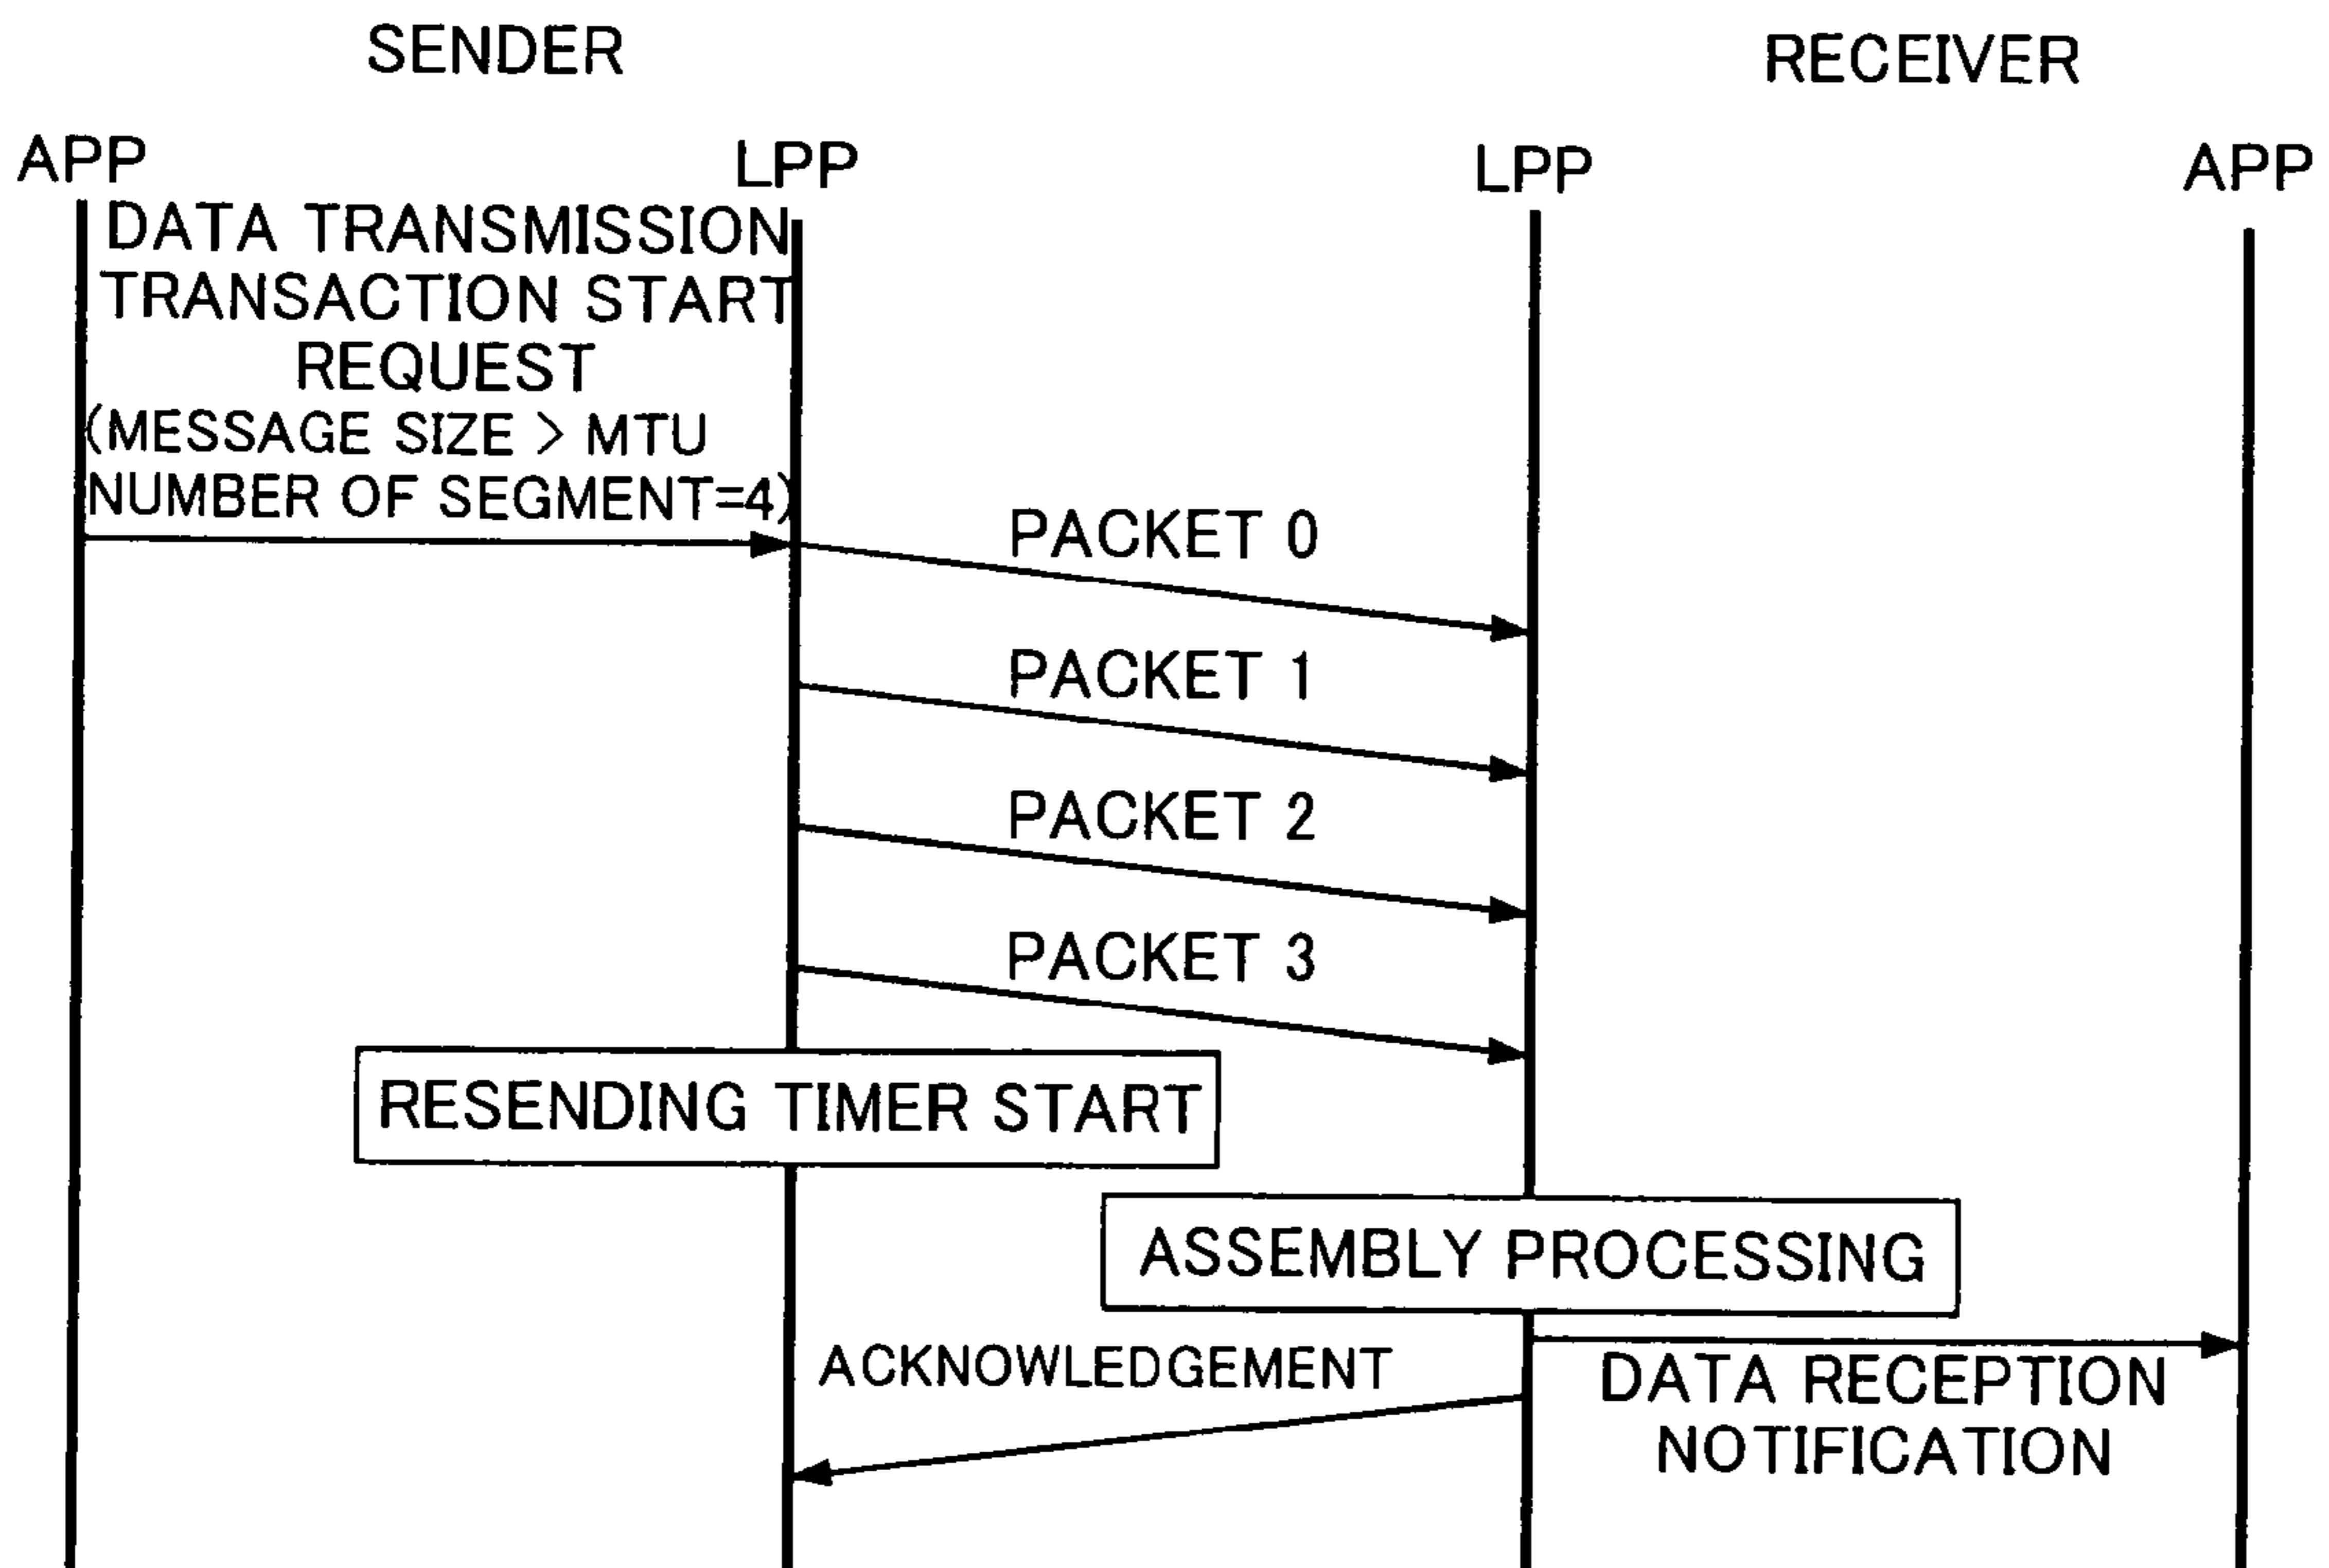 SENDER
RECEIVER
APP
LPP
LPP
APP
DATA TRANSMISSION
TRANSACTION START
REQUEST
(MESSAGE SIZE > MTU
NUMBER OF SEGMENT=4)
PACKET 0
PACKET 1
PACKET 2
PACKET 3
RESENDING TIMER START
ASSEMBLY PROCESSING
ACKNOWLEDGEMENT
DATA RECEPTION
NOTIFICATION